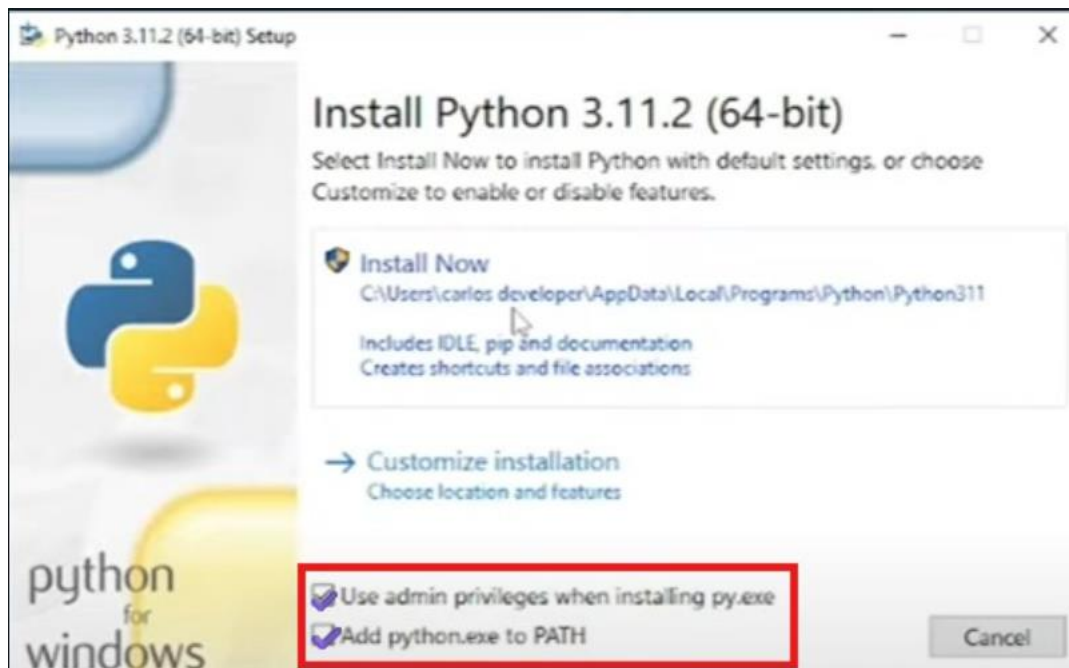 Python 3.11.2 (64-bit) Setup
Install Python 3.11.2 (64-bit)
Select Install Now to install Python with default settings, or choose
Customize to enable or disable features.
Install Now
C:\Users\carlos developer\AppData\Local\Programs\Python\Python311
Includes IDLE, pip and documentation
Creates shortcuts and file associations
Customize installation
Choose location and features
python
for
windows
Use admin privileges when installing py.exe
Add python.exe to PATH
Cancel